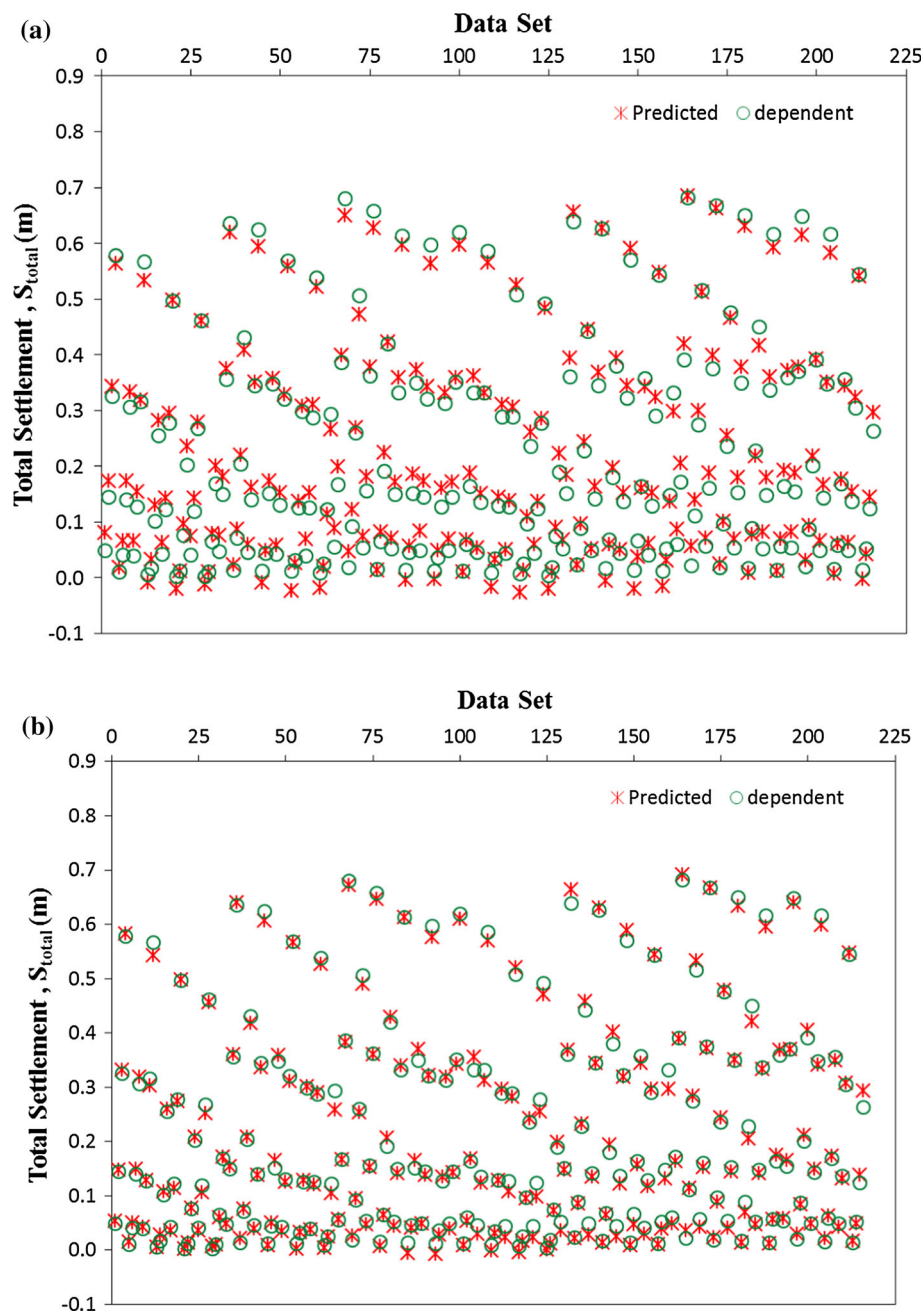 (a)
Data Set
0 25 50 75 100 125 150 175 200 225
0.9
Predicted dependent
0.8
0.7
0.6
0.5
0.4
0.3
0.2
0.1
0.0
-0.1
Total Settlement , S_total (m)
(b)
Data Set
0 25 50 75 100 125 150 175 200 225
0.9
Predicted dependent
0.8
0.7
0.6
0.5
0.4
0.3
0.2
0.1
0.0
-0.1
Total Settlement , S_total (m)